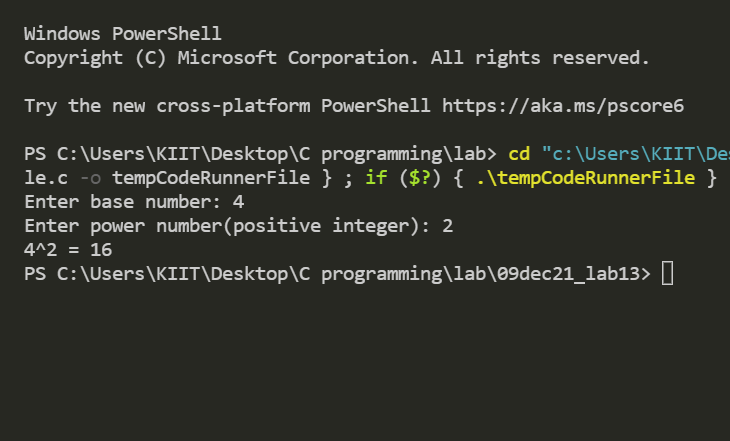 Windows PowerShell
Copyright (C) Microsoft Corporation. All rights reserved.
Try the new cross-platform PowerShell https://aka.ms/pscore6
PS C:\Users\KIIT\Desktop\C programming\lab> cd "c:\Users\KIIT\Des
le.c -o tempCodeRunnerFile } ; if ($?) { .\tempCodeRunnerFile }
Enter base number: 4
Enter power number(positive integer): 2
4^2 = 16
PS C:\Users\KIIT\Desktop\C programming\lab\09dec21_lab13>